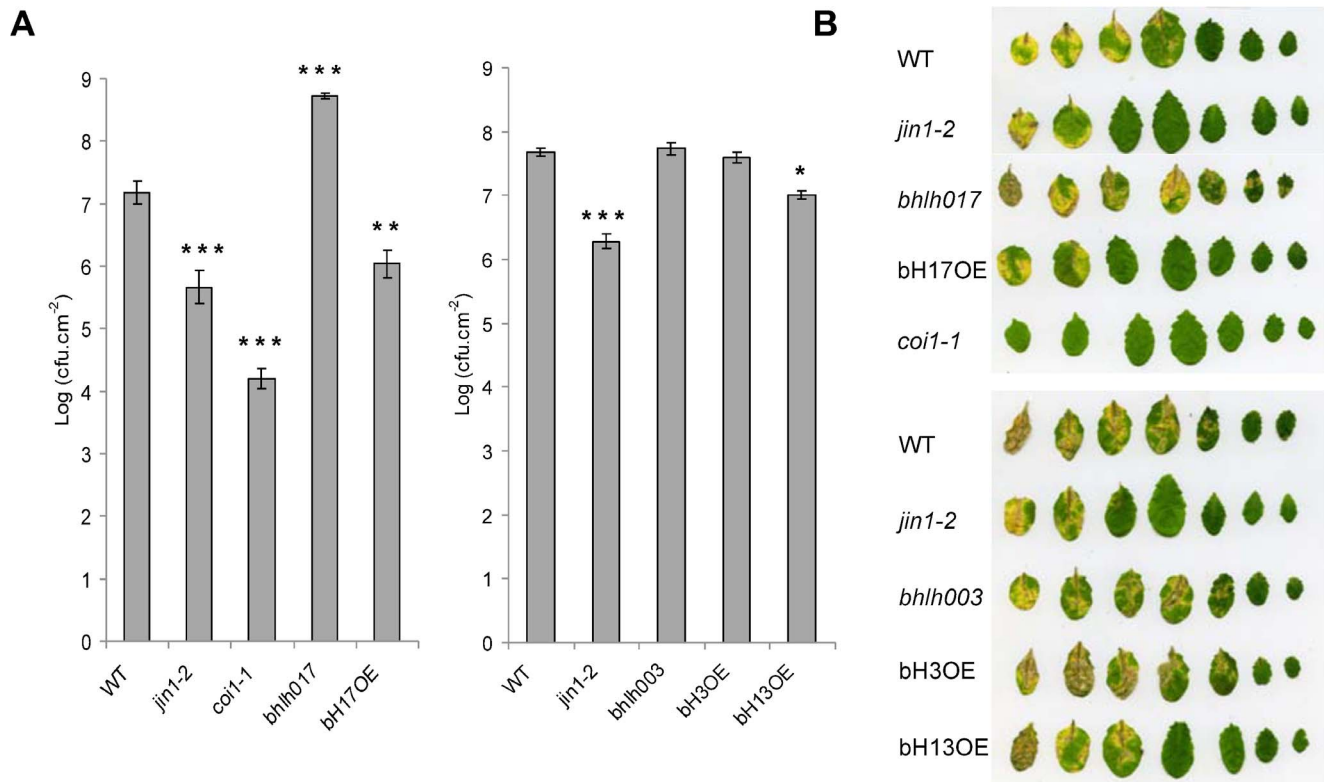 A
B
9
8
7
6
5
4
3
2
1
0
Log (cfu.cm⁻²)
***
***
***
**
WT
jin1-2
coi1-1
bhlh017
bH17OE
9
8
7
6
5
4
3
2
1
0
Log (cfu.cm⁻²)
***
*
WT
jin1-2
bhlh003
bH3OE
bH13OE
WT
jin1-2
bhlh017
bH17OE
coi1-1
WT
jin1-2
bhlh003
bH3OE
bH13OE